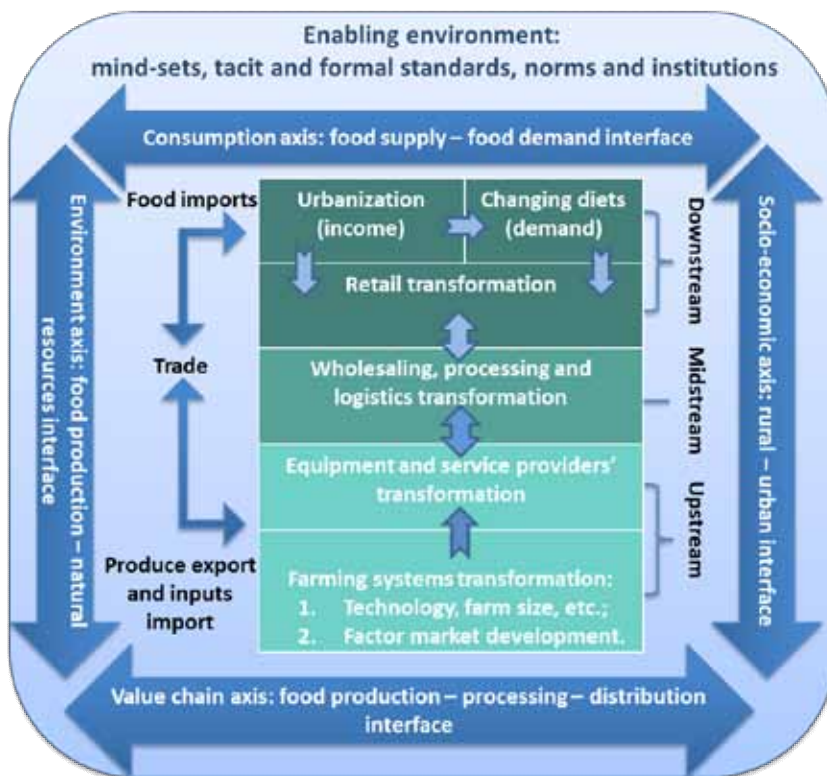 Enabling environment:
mind-sets, tacit and formal standards, norms and institutions
Consumption axis: food supply – food demand interface
Environment axis: food production – natural
resources interface
Food imports
Trade
Produce export
and inputs
import
Urbanization
(income)
Changing diets
(demand)
Retail transformation
Wholesaling, processing and
logistics transformation
Equipment and service providers’
transformation
Farming systems transformation:
1. Technology, farm size, etc.;
2. Factor market development.
Downstream
Midstream
Upstream
Socio-economic axis: rural – urban interface
Value chain axis: food production – processing – distribution
interface